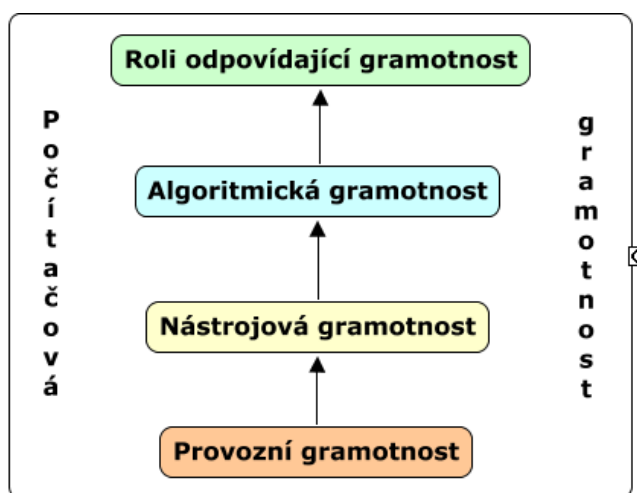 Roli odpovídající gramotnost
Počítačová
gramotnost
Algoritmická gramotnost
Nástrojová gramotnost
Provozní gramotnost